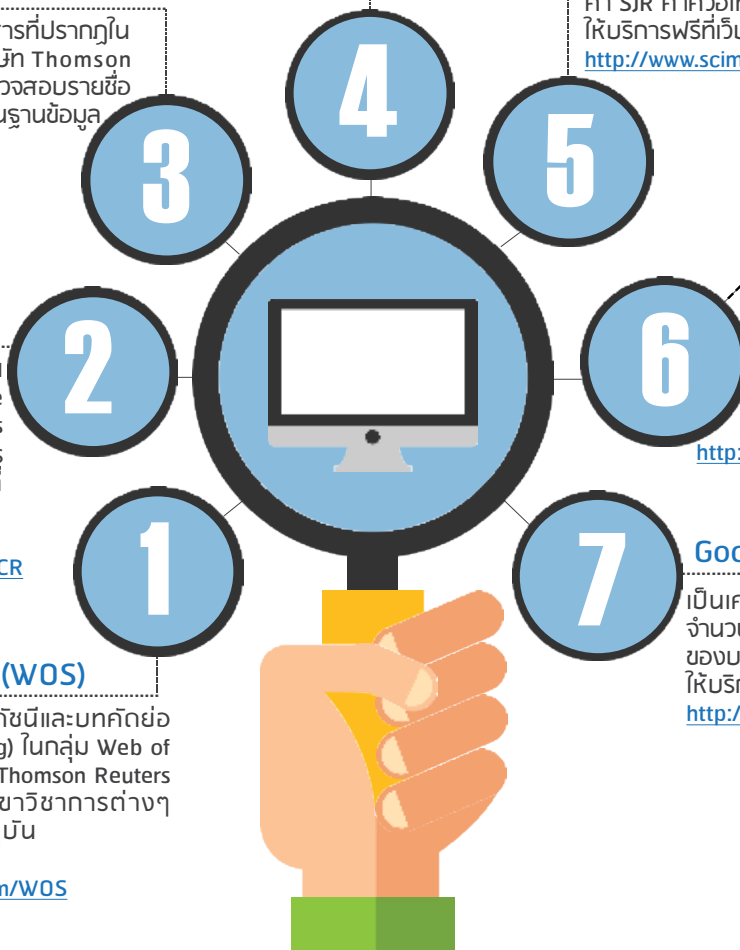 ารที่ปรากฏใน
ษัท Thomson
วจสอบรายชื่อ
นฐานข้อมูล
3
4
ให้บริการฟรีที่เว็บ
http://www.scim
5
2
e
s
s
CR
1
6
http:
7
Goo
เป็นเค
จำนวน
ของบ
ให้บริก
http:/
(WOS)
ัชนีและบทคัดย่อ
g) ในกลุ่ม Web of
Thomson Reuters
ขาวิชาการต่างๆ
ุบัน
m/WOS